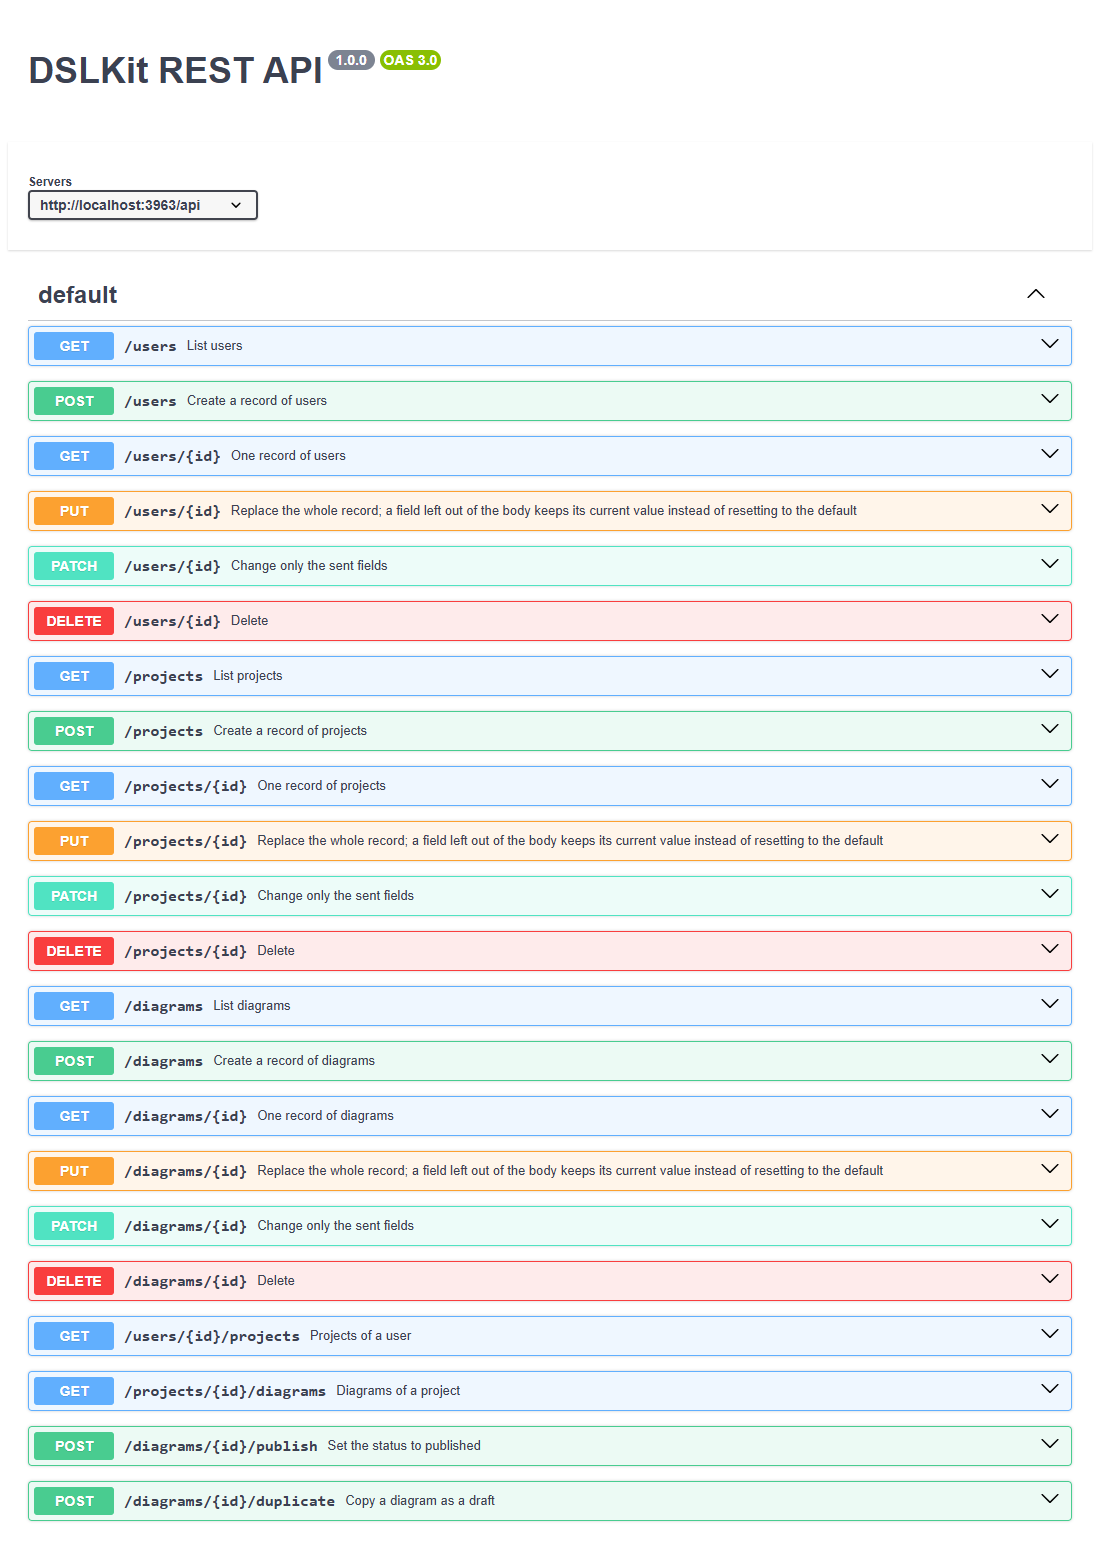 DSLKit REST API 1.0.0 OAS 3.0
Servers
http://localhost:3963/api
default
GET /users List users
POST /users Create a record of users
GET /users/{id} One record of users
PUT /users/{id} Replace the whole record; a field left out of the body keeps its current value instead of resetting to the default
PATCH /users/{id} Change only the sent fields
DELETE /users/{id} Delete
GET /projects List projects
POST /projects Create a record of projects
GET /projects/{id} One record of projects
PUT /projects/{id} Replace the whole record; a field left out of the body keeps its current value instead of resetting to the default
PATCH /projects/{id} Change only the sent fields
DELETE /projects/{id} Delete
GET /diagrams List diagrams
POST /diagrams Create a record of diagrams
GET /diagrams/{id} One record of diagrams
PUT /diagrams/{id} Replace the whole record; a field left out of the body keeps its current value instead of resetting to the default
PATCH /diagrams/{id} Change only the sent fields
DELETE /diagrams/{id} Delete
GET /users/{id}/projects Projects of a user
GET /projects/{id}/diagrams Diagrams of a project
POST /diagrams/{id}/publish Set the status to published
POST /diagrams/{id}/duplicate Copy a diagram as a draft